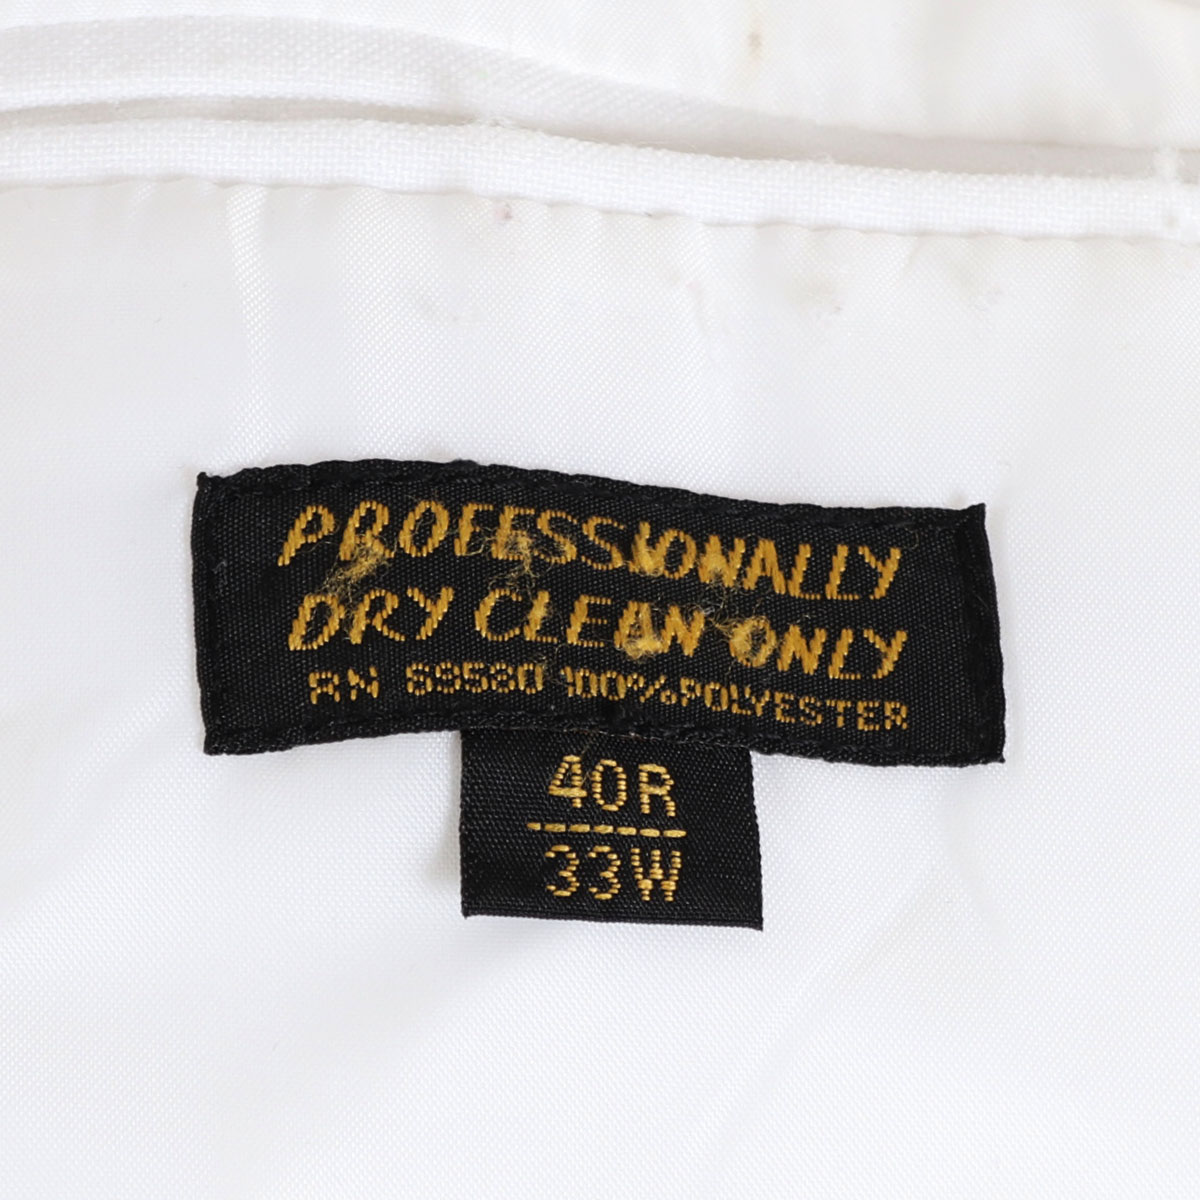 PROFESSIONALLY
DRY CLEAN ONLY
RN 69580 100% POLYESTER
40R
33W